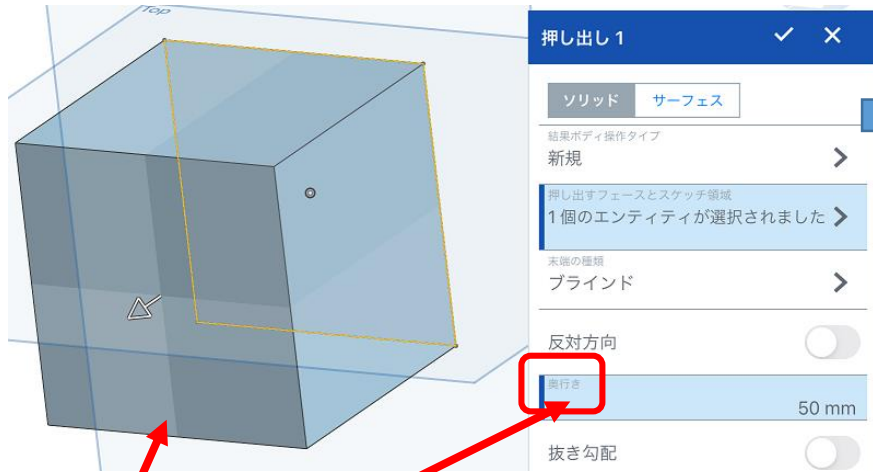 Top
押し出し 1
ソリッド
サーフェス
結果ボディ操作タイプ
新規
押し出すフェースとスケッチ領域
1 個のエンティティが選択されました
末端の種類
ブラインド
反対方向
奥行き
50 mm
抜き勾配